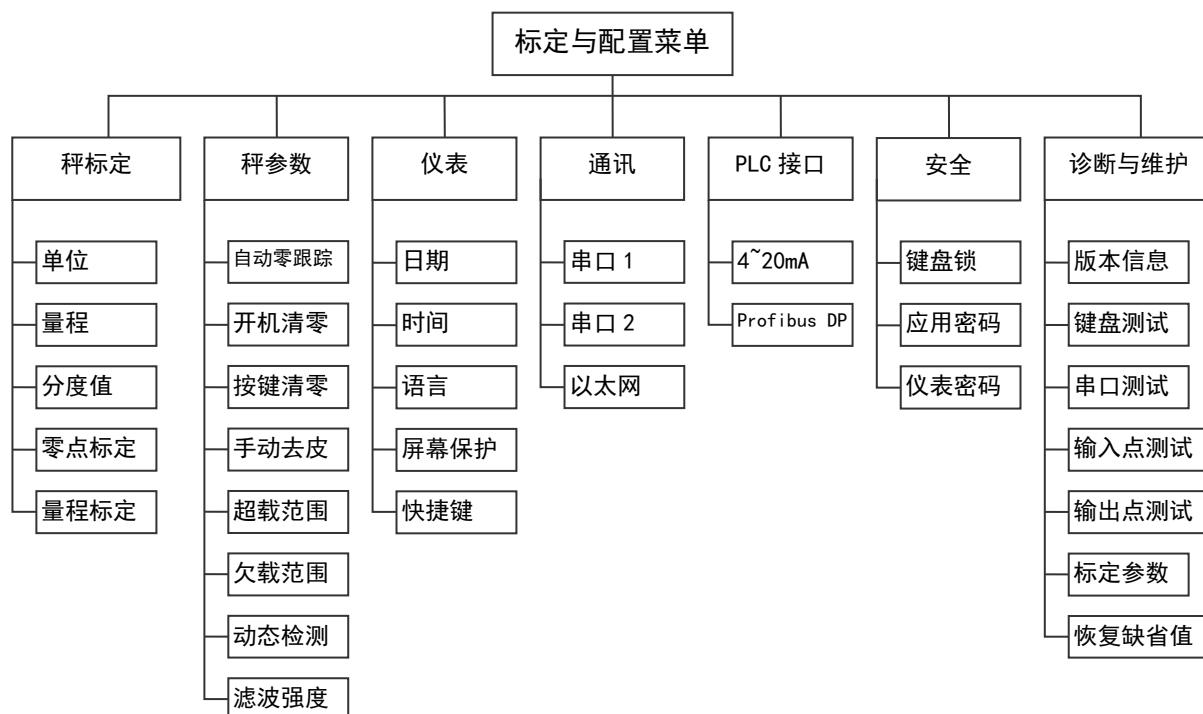 标定与配置菜单
秤标定
秤参数
仪表
通讯
PLC 接口
安全
诊断与维护
单位
量程
分度值
零点标定
量程标定
自动零跟踪
开机清零
按键清零
手动去皮
超载范围
欠载范围
动态检测
滤波强度
日期
时间
语言
屏幕保护
快捷键
串口 1
串口 2
以太网
4~20mA
Profibus DP
键盘锁
应用密码
仪表密码
版本信息
键盘测试
串口测试
输入点测试
输出点测试
标定参数
恢复缺省值